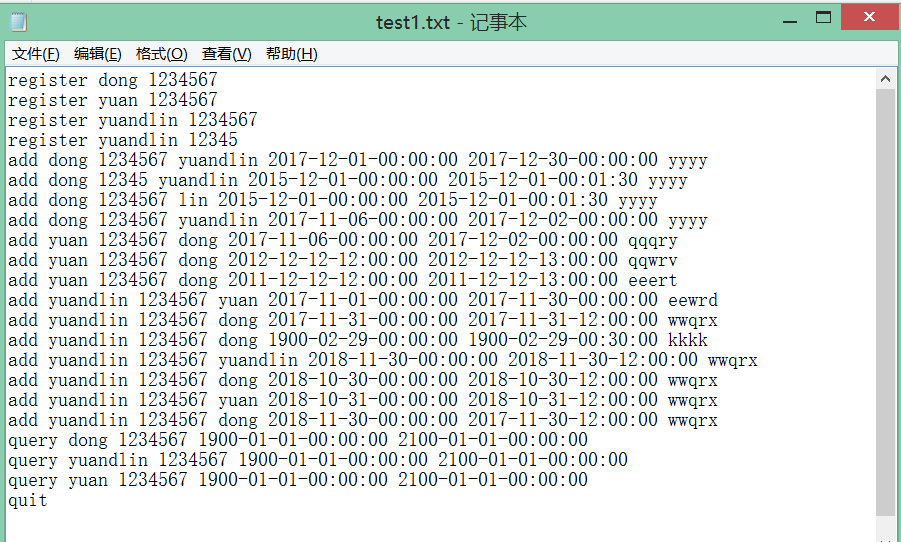 test1.txt - 记事本
文件(F) 编辑(E) 格式(O) 查看(V) 帮助(H)
register dong 1234567
register yuan 1234567
register yuandlin 1234567
register yuandlin 12345
add dong 1234567 yuandlin 2017-12-01-00:00:00 2017-12-30-00:00:00 yyyy
add dong 12345 yuandlin 2015-12-01-00:00:00 2015-12-01-00:01:30 yyyy
add dong 1234567 lin 2015-12-01-00:00:00 2015-12-01-00:01:30 yyyy
add dong 1234567 yuandlin 2017-11-06-00:00:00 2017-12-02-00:00:00 yyyy
add yuan 1234567 dong 2017-11-06-00:00:00 2017-12-02-00:00:00 qqqry
add yuan 1234567 dong 2012-12-12-12:00:00 2012-12-12-13:00:00 qqwrv
add yuan 1234567 dong 2011-12-12-12:00:00 2011-12-12-13:00:00 eeert
add yuandlin 1234567 yuan 2017-11-01-00:00:00 2017-11-30-00:00:00 eewrd
add yuandlin 1234567 dong 2017-11-31-00:00:00 2017-11-31-12:00:00 wwqrx
add yuandlin 1234567 dong 1900-02-29-00:00:00 1900-02-29-00:30:00 kkkk
add yuandlin 1234567 yuandlin 2018-11-30-00:00:00 2018-11-30-12:00:00 wwqrx
add yuandlin 1234567 dong 2018-10-30-00:00:00 2018-10-30-12:00:00 wwqrx
add yuandlin 1234567 yuan 2018-10-31-00:00:00 2018-10-31-12:00:00 wwqrx
add yuandlin 1234567 dong 2018-11-30-00:00:00 2017-11-30-12:00:00 wwqrx
query dong 1234567 1900-01-01-00:00:00 2100-01-01-00:00:00
query yuandlin 1234567 1900-01-01-00:00:00 2100-01-01-00:00:00
query yuan 1234567 1900-01-01-00:00:00 2100-01-01-00:00:00
quit